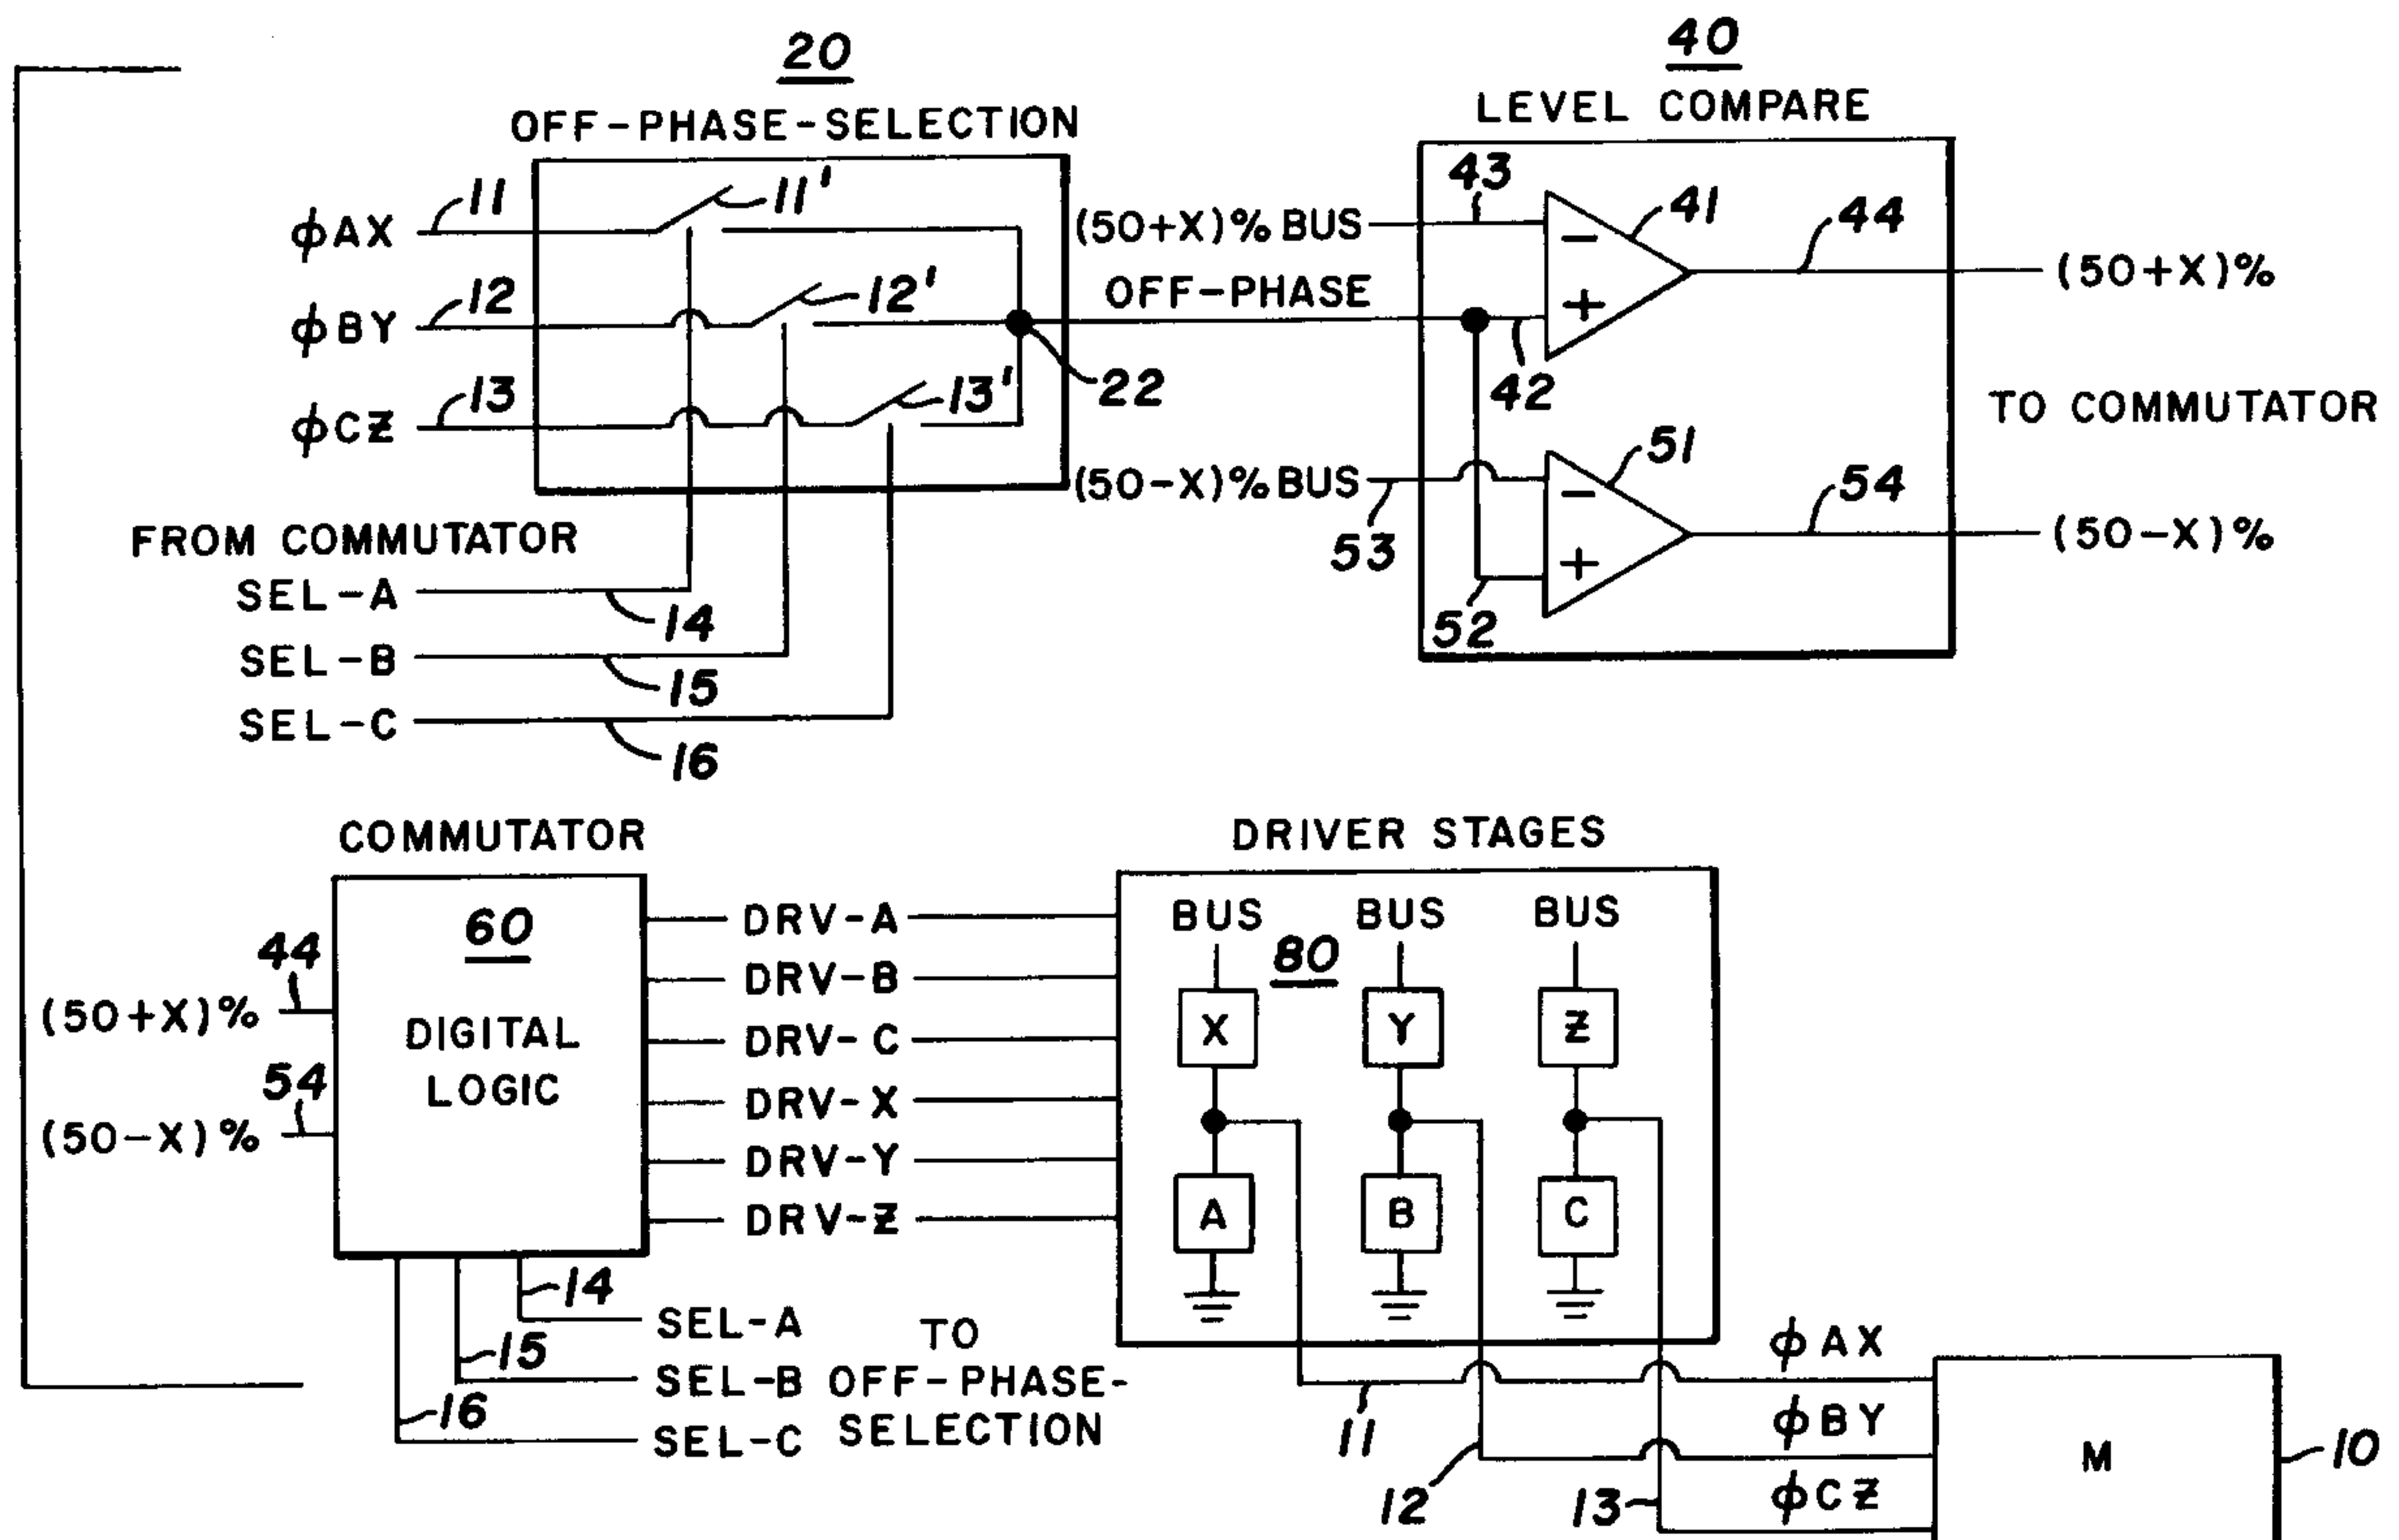 20
OFF-PHASE-SELECTION
ϕAX
11
11'
ϕBY
12
12'
ϕCZ
13
13'
22
FROM COMMUTATOR
SEL-A
14
SEL-B
15
SEL-C
16
40
LEVEL COMPARE
(50+X)% BUS
43
41
44
(50+X)%
−
+
OFF-PHASE
42
TO COMMUTATOR
(50−X)% BUS
53
51
54
(50−X)%
−
+
52
COMMUTATOR
60
DIGITAL
LOGIC
44
(50+X)%
54
(50−X)%
DRV-A
DRV-B
DRV-C
DRV-X
DRV-Y
DRV-Z
14
SEL-A
15
SEL-B
16
SEL-C
TO
OFF-PHASE-
SELECTION
DRIVER STAGES
BUS BUS BUS
80
X Y Z
A B C
11
12
13
ϕAX
ϕBY
ϕCZ
M
10